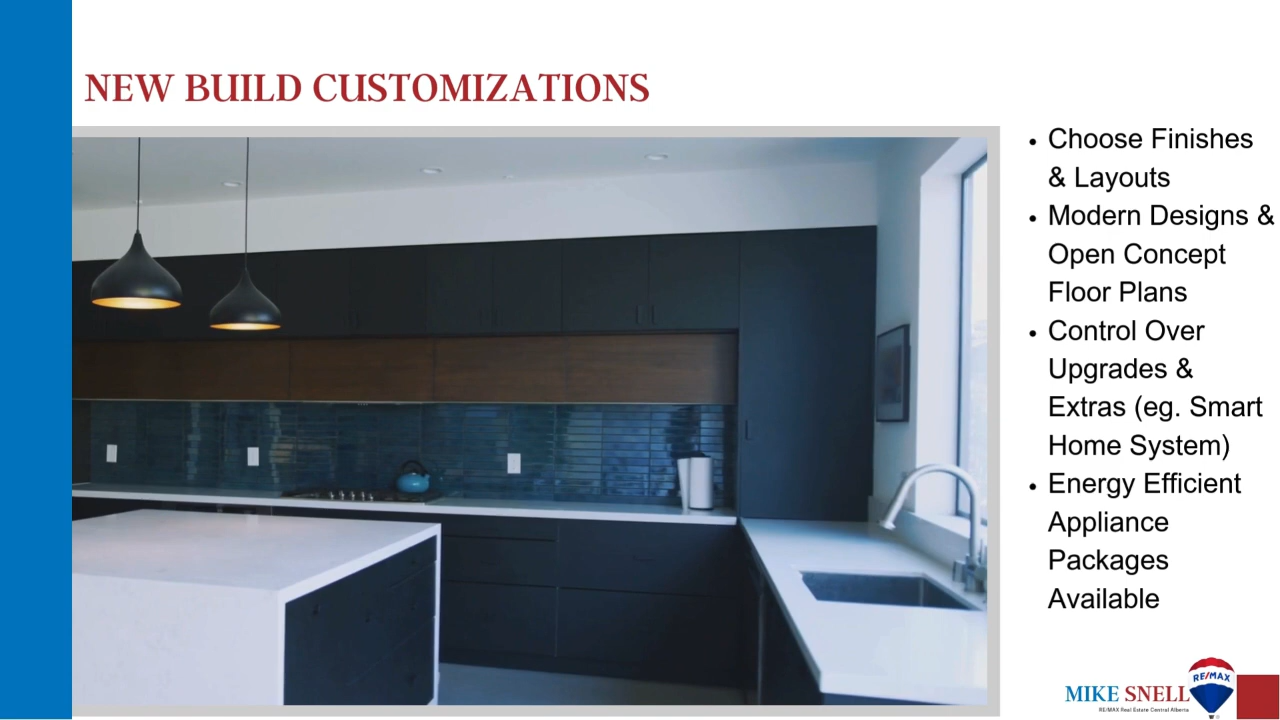 NEW BUILD CUSTOMIZATIONS
• Choose Finishes
& Layouts
• Modern Designs &
Open Concept
Floor Plans
• Control Over
Upgrades &
Extras (eg. Smart
Home System)
• Energy Efficient
Appliance
Packages
Available
MIKE SNELL
RE/MAX Real Estate Central Alberta
RE/MAX